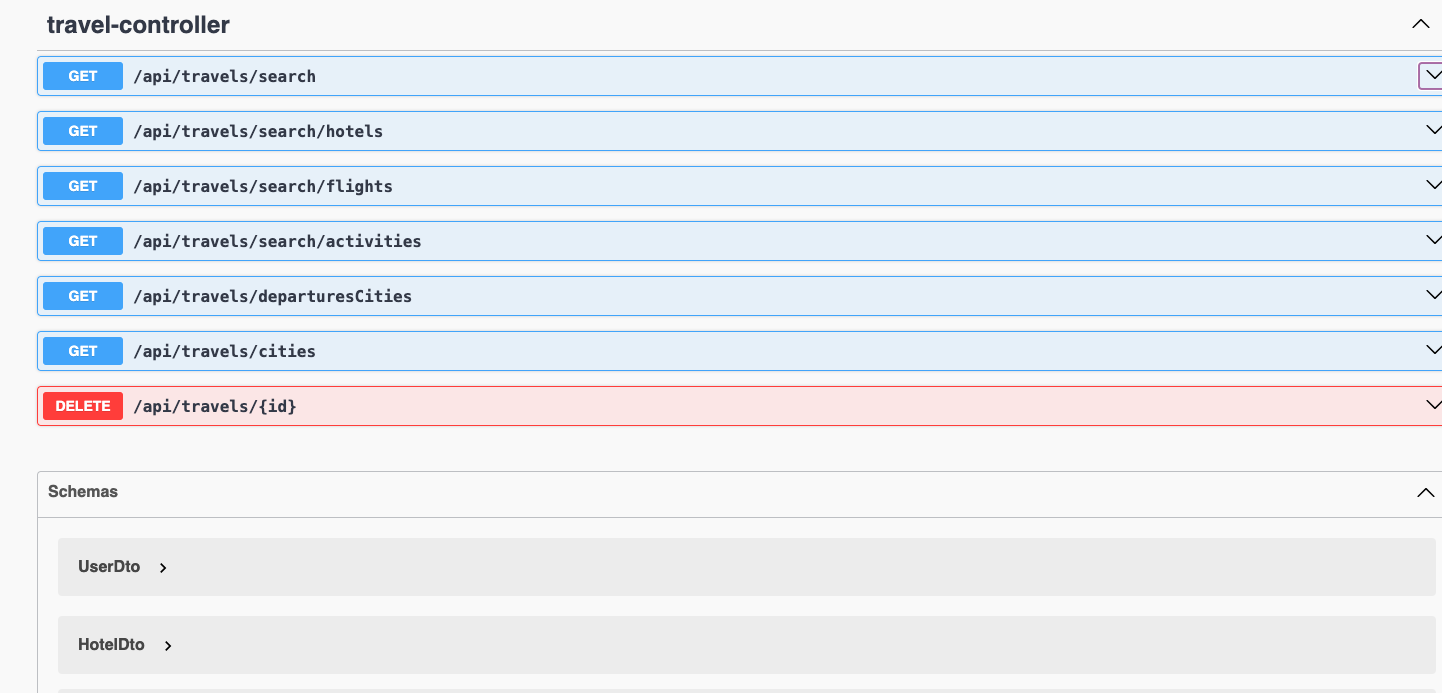 travel-controller
GET /api/travels/search
GET /api/travels/search/hotels
GET /api/travels/search/flights
GET /api/travels/search/activities
GET /api/travels/departuresCities
GET /api/travels/cities
DELETE /api/travels/{id}
Schemas
UserDto
HotelDto